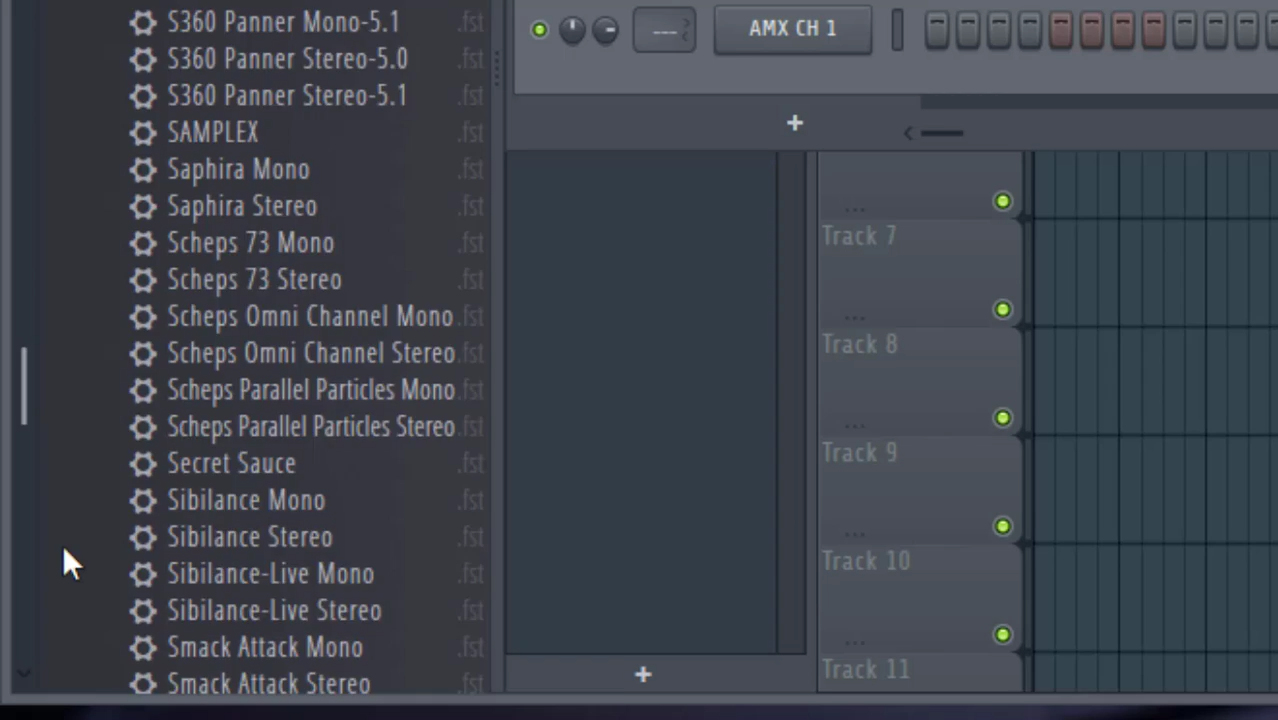 S360 Panner Mono-5.1 .fst
S360 Panner Stereo-5.0 .fst
S360 Panner Stereo-5.1 .fst
SAMPLEX .fst
Saphira Mono .fst
Saphira Stereo .fst
Scheps 73 Mono .fst
Scheps 73 Stereo .fst
Scheps Omni Channel Mono .fst
Scheps Omni Channel Stereo .fst
Scheps Parallel Particles Mono .fst
Scheps Parallel Particles Stereo .fst
Secret Sauce .fst
Sibilance Mono .fst
Sibilance Stereo .fst
Sibilance-Live Mono .fst
Sibilance-Live Stereo .fst
Smack Attack Mono .fst
Smack Attack Stereo .fst
---
AMX CH 1
+
...
Track 7
...
Track 8
...
Track 9
...
Track 10
...
Track 11
+